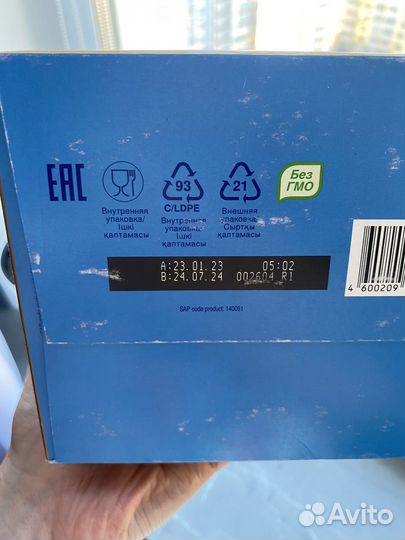 EAC
93
C/LDPE
21
Без
ГМО
Внутренняя
упаковка/
Ішкі
қаптамасы
Внутренняя
упаковка/
Ішкі
қаптамасы
Внешняя
упаковка/
Сыртқы
қаптамасы
A:23.01.23 05:02
B:24.07.24 002604 R1
SAP code product: 140051
4 600209
Avito